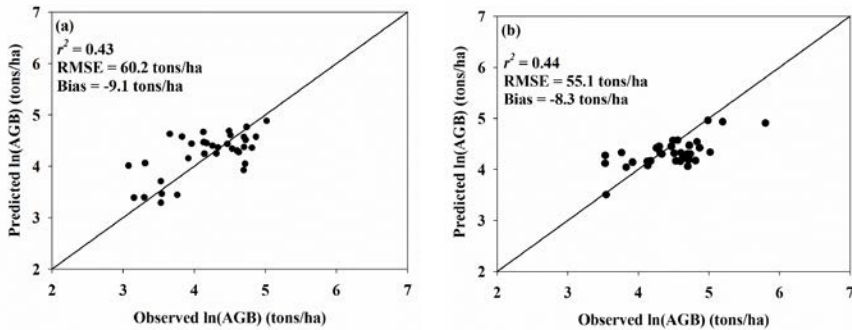 (a)
r² = 0.43
RMSE = 60.2 tons/ha
Bias = -9.1 tons/ha
Predicted ln(AGB) (tons/ha)
7
6
5
4
3
2
2 3 4 5 6 7
Observed ln(AGB) (tons/ha)
(b)
r² = 0.44
RMSE = 55.1 tons/ha
Bias = -8.3 tons/ha
Predicted ln(AGB) (tons/ha)
7
6
5
4
3
2
2 3 4 5 6 7
Observed ln(AGB) (tons/ha)